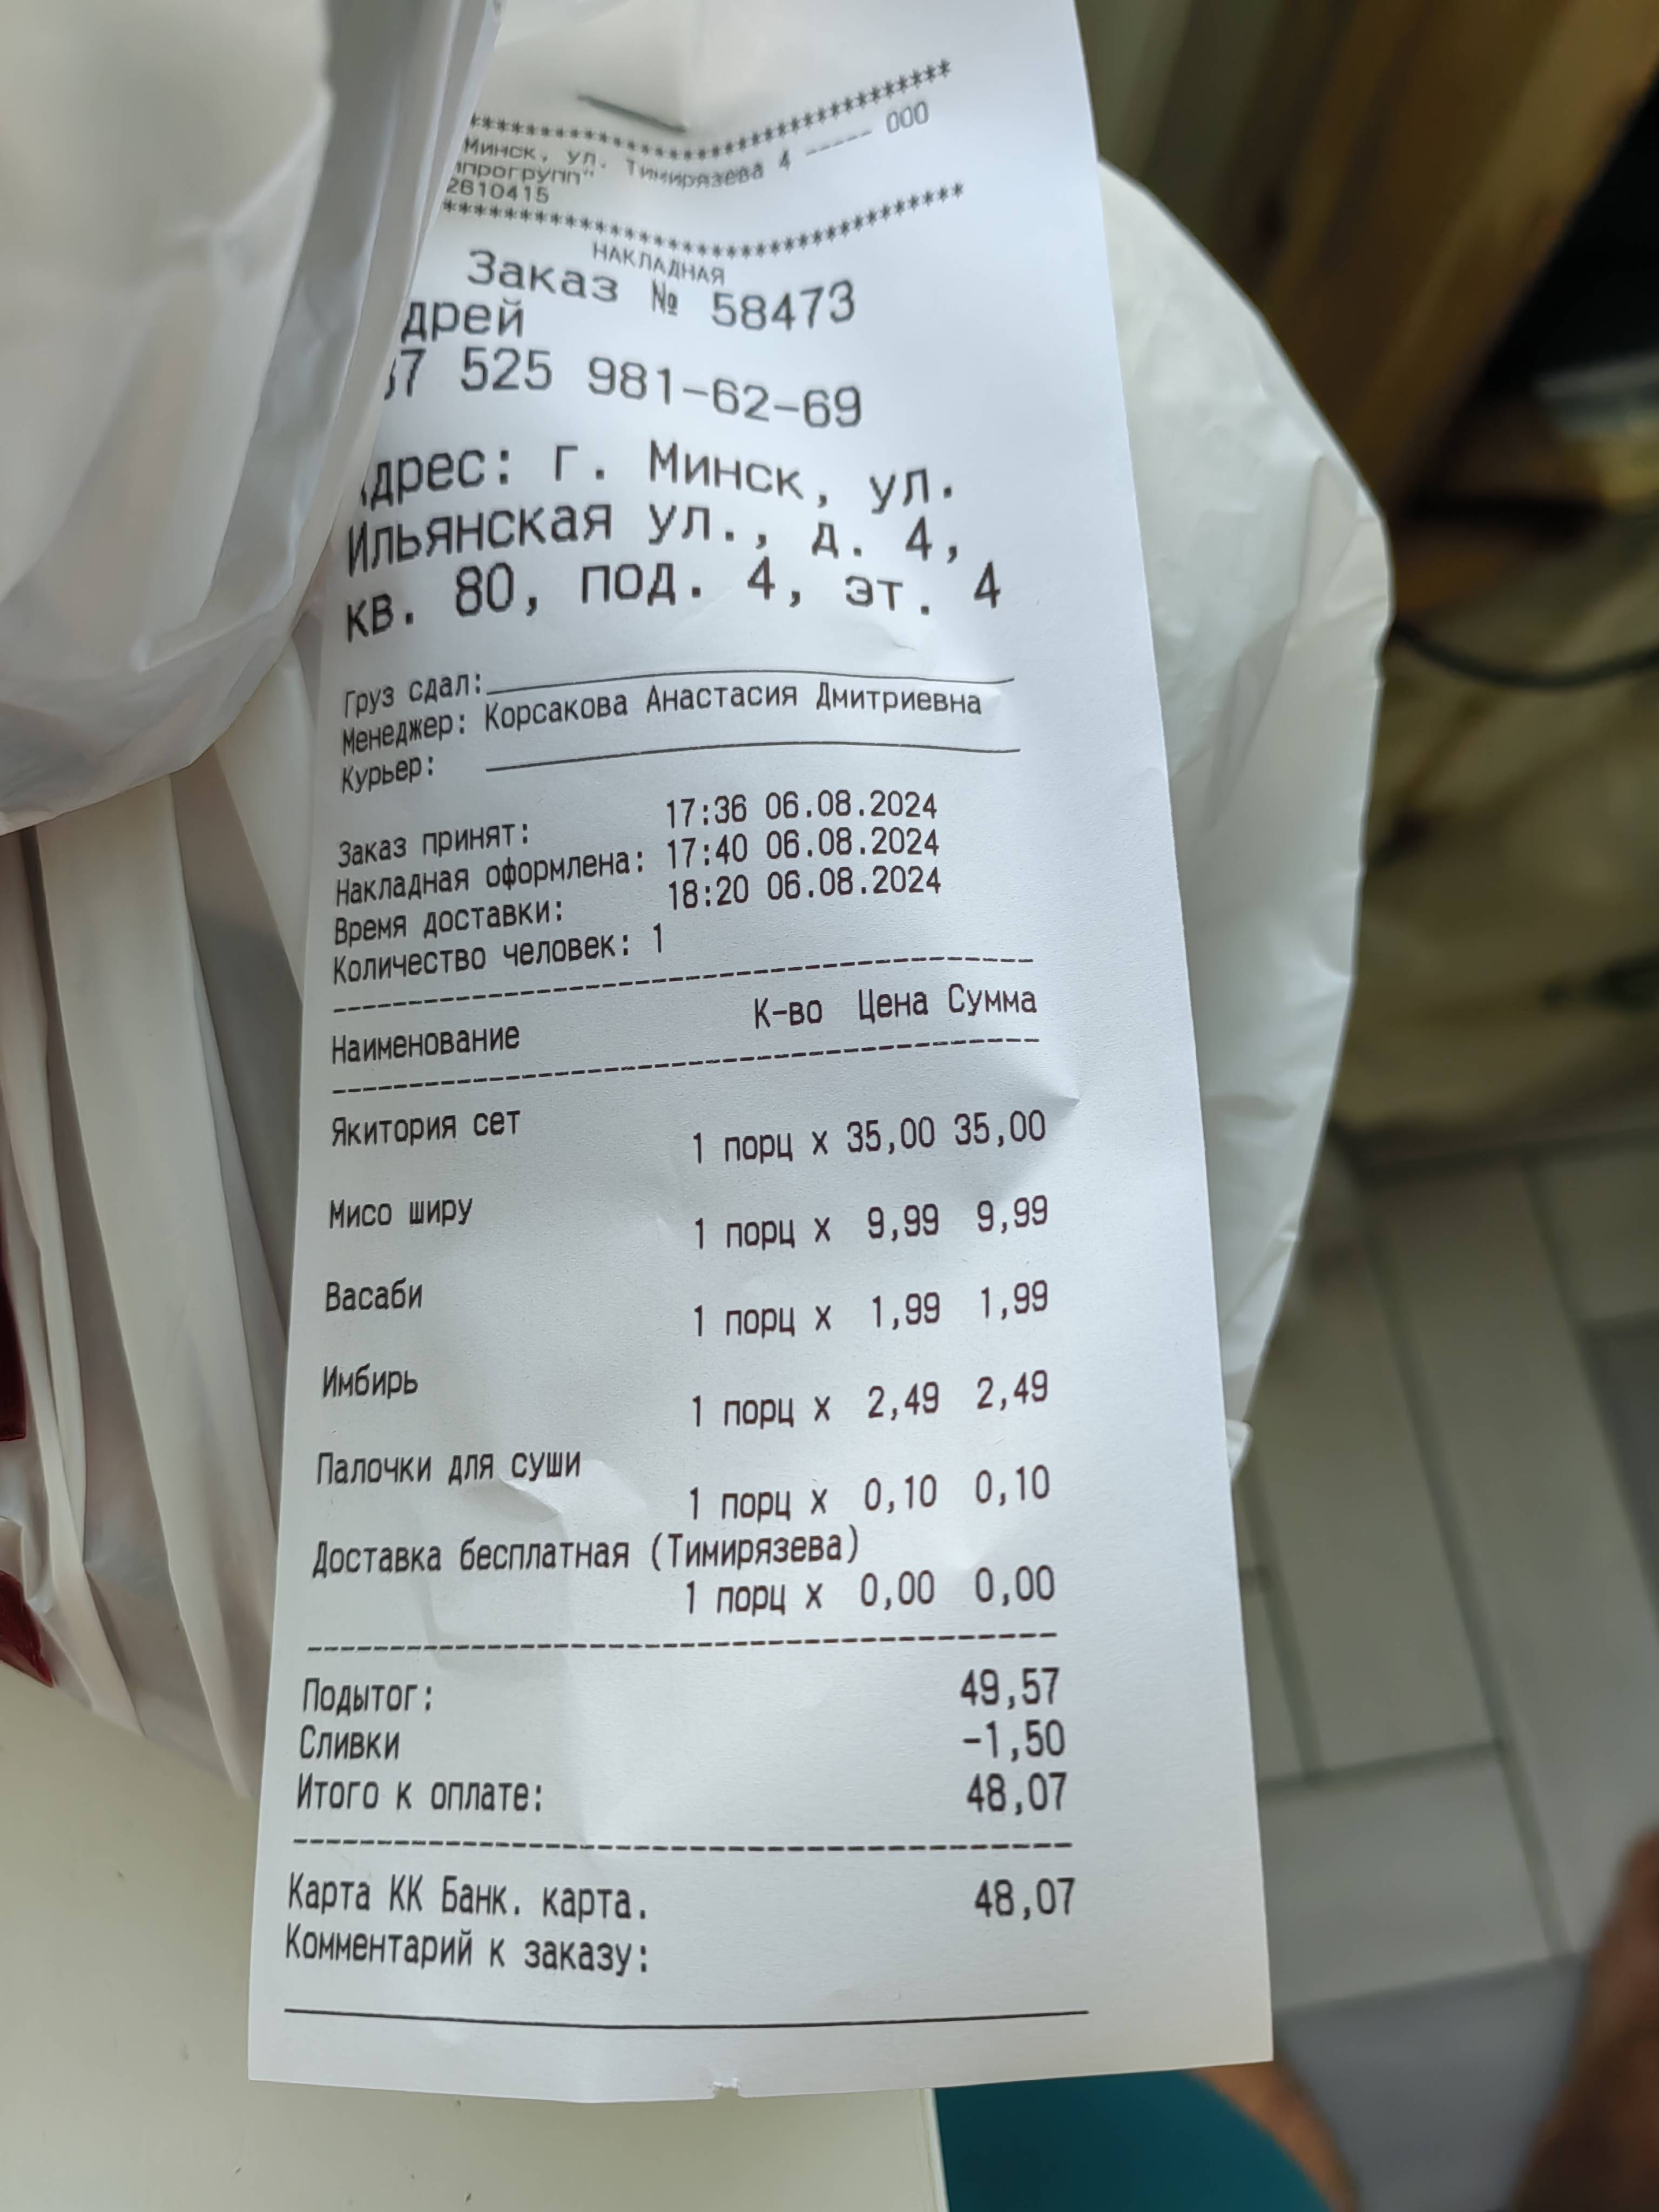 ****************************************
Минск, ул. Тимирязева 4 ----- ООО
прогрупп"
2610415
****************************************
НАКЛАДНАЯ
Заказ № 58473
дрей
7 525 981-62-69
дрес: г. Минск, ул.
Ильянская ул., д. 4,
кв. 80, под. 4, эт. 4
Груз сдал:
Менеджер: Корсакова Анастасия Дмитриевна
Курьер:
Заказ принят: 17:36 06.08.2024
Накладная оформлена: 17:40 06.08.2024
Время доставки: 18:20 06.08.2024
Количество человек: 1
Наименование К-во Цена Сумма
Якитория сет
1 порц x 35,00 35,00
Мисо ширу
1 порц x 9,99 9,99
Васаби
1 порц x 1,99 1,99
Имбирь
1 порц x 2,49 2,49
Палочки для суши
1 порц x 0,10 0,10
Доставка бесплатная (Тимирязева)
1 порц x 0,00 0,00
Подытог: 49,57
Сливки -1,50
Итого к оплате: 48,07
Карта КК Банк. карта. 48,07
Комментарий к заказу: